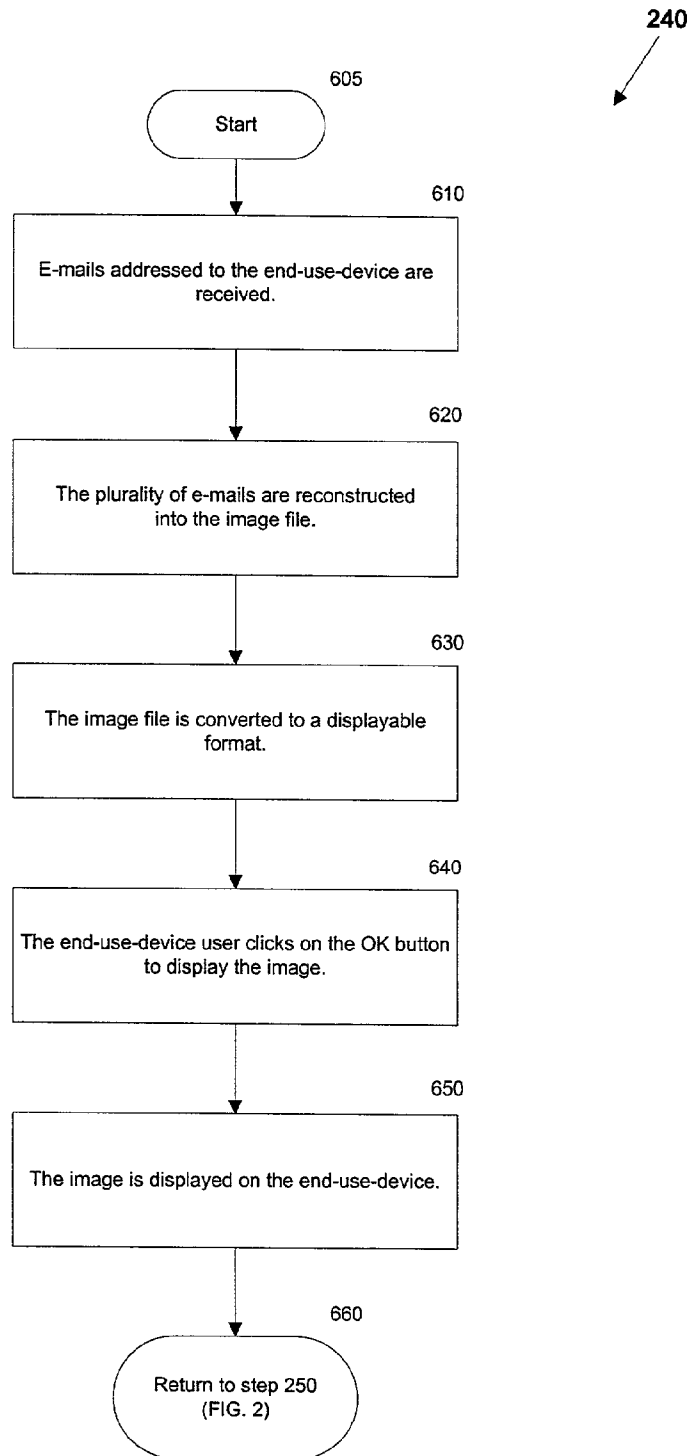 240
605
Start
610
E-mails addressed to the end-use-device are
received.
620
The plurality of e-mails are reconstructed
into the image file.
630
The image file is converted to a displayable
format.
640
The end-use-device user clicks on the OK button
to display the image.
650
The image is displayed on the end-use-device.
660
Return to step 250
(FIG. 2)